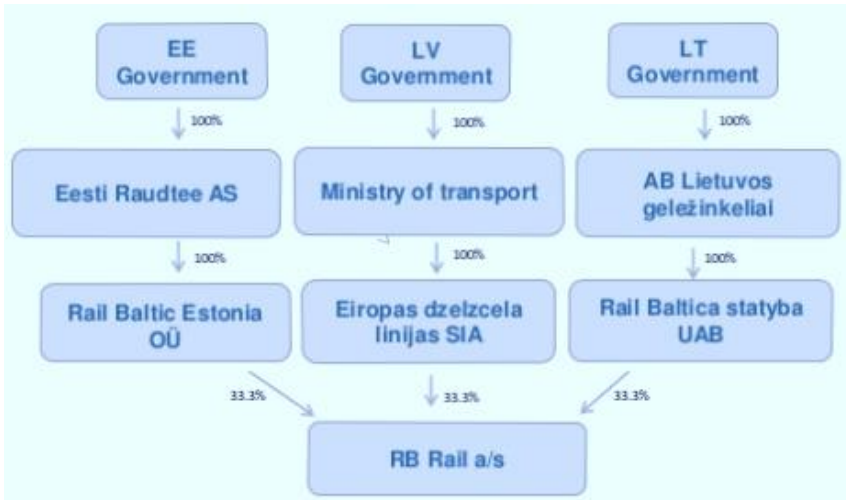 EE
Government
LV
Government
LT
Government
100%
100%
100%
Eesti Raudtee AS
Ministry of transport
AB Lietuvos
geležinkeliai
100%
100%
100%
Rail Baltic Estonia
OÜ
Eiropas dzelzcela
linijas SIA
Rail Baltica statyba
UAB
33.3%
33.3%
33.3%
RB Rail a/s